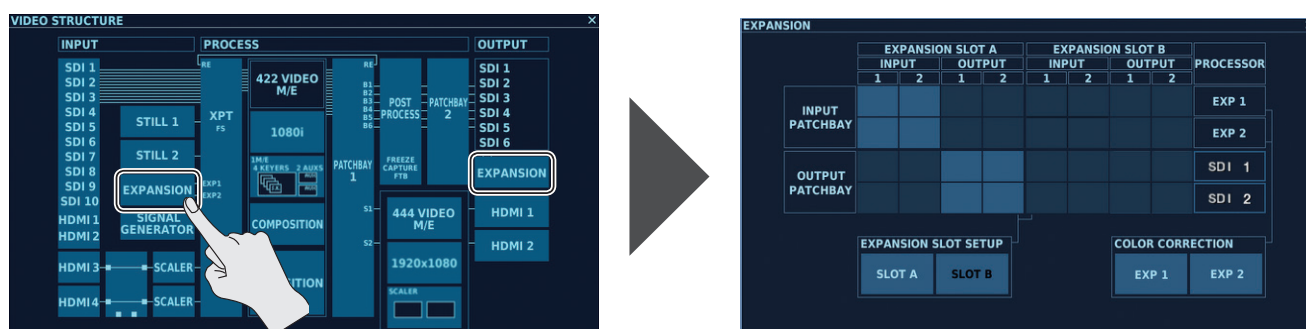 VIDEO STRUCTURE ×
INPUT PROCESS OUTPUT
SDI 1
SDI 2
SDI 3
SDI 4
SDI 5
SDI 6
SDI 7
SDI 8
SDI 9
SDI 10
HDMI 1
HDMI 2
HDMI 3
HDMI 4
STILL 1
STILL 2
EXPANSION
SIGNAL
GENERATOR
SCALER
SCALER
RE
XPT
FS
EXP1
EXP2
422 VIDEO
M/E
1080i
1M/E
4 KEYERS 2 AUXS
AUX
AUX
COMPOSITION
RE
B1
B2
B3
B4
B5
B6
PATCHBAY
1
S1
S2
POST
PROCESS
FREEZE
CAPTURE
FTB
PATCHBAY
2
444 VIDEO
M/E
1920x1080
SCALER
SDI 1
SDI 2
SDI 3
SDI 4
SDI 5
SDI 6
EXPANSION
HDMI 1
HDMI 2
EXPANSION
EXPANSION SLOT A EXPANSION SLOT B
INPUT OUTPUT INPUT OUTPUT PROCESSOR
1 2 1 2 1 2 1 2
INPUT
PATCHBAY
EXP 1
EXP 2
OUTPUT
PATCHBAY
SDI 1
SDI 2
EXPANSION SLOT SETUP
SLOT A SLOT B
COLOR CORRECTION
EXP 1 EXP 2